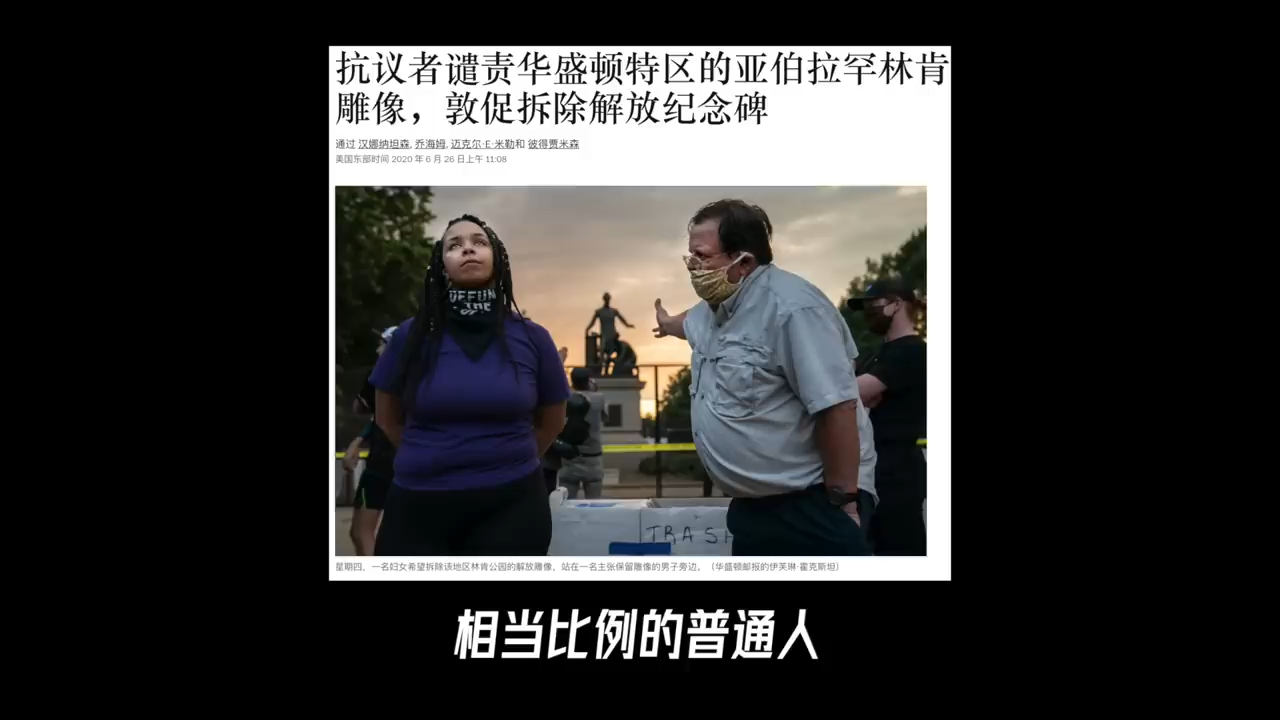 抗议者谴责华盛顿特区的亚伯拉罕林肯
雕像，敦促拆除解放纪念碑
通过 汉娜纳坦森, 乔海姆, 迈克尔·E·米勒和 彼得贾米森
美国东部时间 2020 年 6 月 26 日上午 11:08
DEFUN
THE
TRASH
星期四，一名妇女希望拆除该地区林肯公园的解放雕像，站在一名主张保留雕像的男子旁边。（华盛顿邮报的伊芙琳·霍克斯坦）
相当比例的普通人